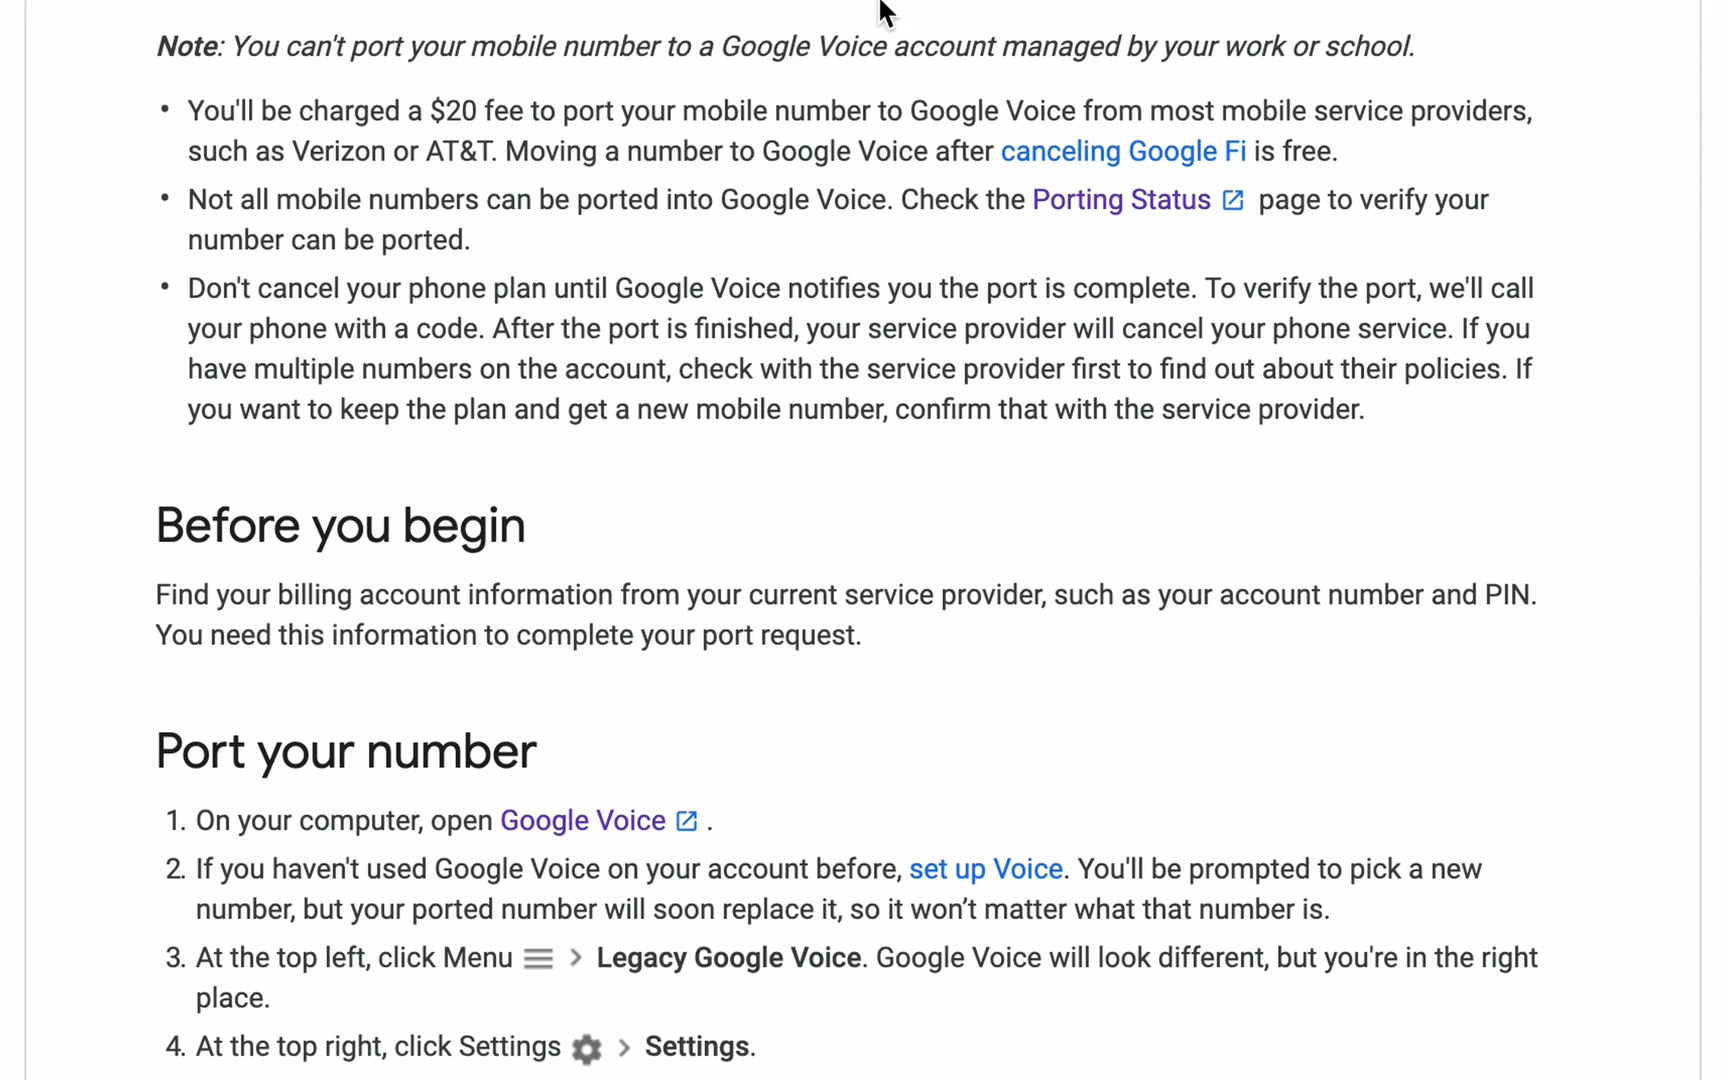 Note: You can't port your mobile number to a Google Voice account managed by your work or school.
• You'll be charged a $20 fee to port your mobile number to Google Voice from most mobile service providers,
such as Verizon or AT&T. Moving a number to Google Voice after canceling Google Fi is free.
• Not all mobile numbers can be ported into Google Voice. Check the Porting Status page to verify your
number can be ported.
• Don't cancel your phone plan until Google Voice notifies you the port is complete. To verify the port, we'll call
your phone with a code. After the port is finished, your service provider will cancel your phone service. If you
have multiple numbers on the account, check with the service provider first to find out about their policies. If
you want to keep the plan and get a new mobile number, confirm that with the service provider.
Before you begin
Find your billing account information from your current service provider, such as your account number and PIN.
You need this information to complete your port request.
Port your number
1. On your computer, open Google Voice .
2. If you haven't used Google Voice on your account before, set up Voice. You'll be prompted to pick a new
number, but your ported number will soon replace it, so it won’t matter what that number is.
3. At the top left, click Menu > Legacy Google Voice. Google Voice will look different, but you're in the right
place.
4. At the top right, click Settings > Settings.